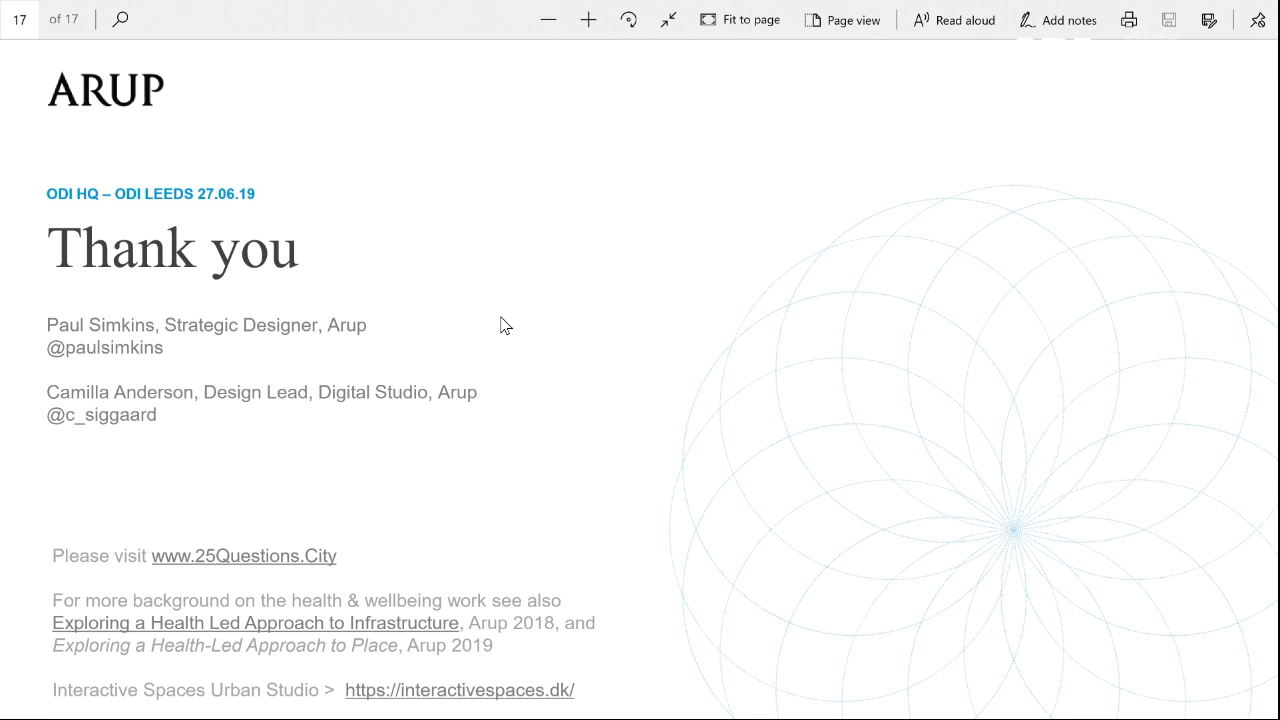 17 of 17 Fit to page Page view Read aloud Add notes
ARUP
ODI HQ – ODI LEEDS 27.06.19
Thank you
Paul Simkins, Strategic Designer, Arup
@paulsimkins
Camilla Anderson, Design Lead, Digital Studio, Arup
@c_siggaard
Please visit www.25Questions.City
For more background on the health & wellbeing work see also
Exploring a Health Led Approach to Infrastructure, Arup 2018, and
Exploring a Health-Led Approach to Place, Arup 2019
Interactive Spaces Urban Studio > https://interactivespaces.dk/